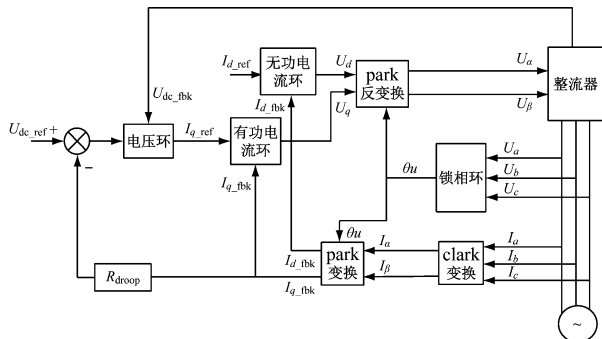 I_d_ref
无功电
流环
U_d
park
反变换
U_α
U_β
整流器
U_dc_fbk
I_d_fbk
U_q
U_dc_ref +
−
电压环
I_q_ref
有功电
流环
I_q_fbk
θu
锁相环
U_a
U_b
U_c
θu
R_droop
I_d_fbk
I_q_fbk
park
变换
I_α
I_β
clark
变换
I_a
I_b
I_c
~